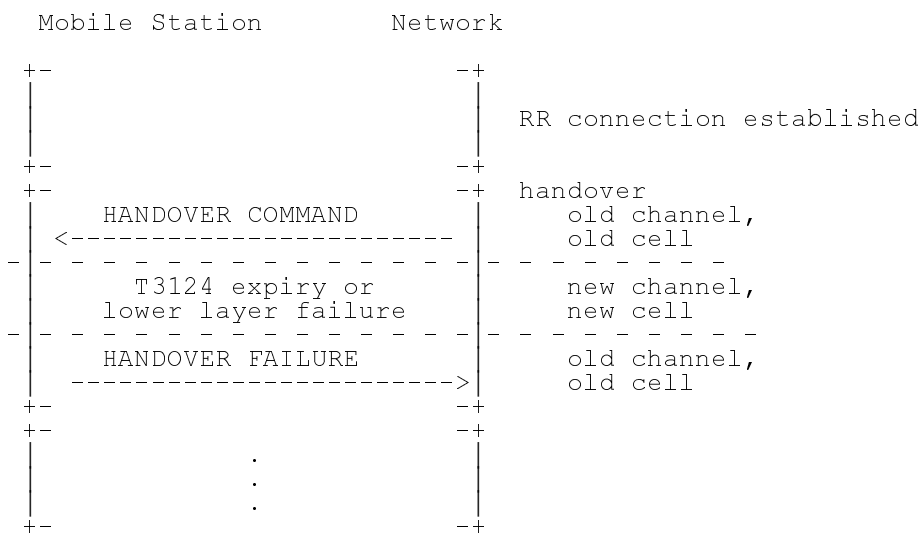 Mobile Station Network
RR connection established
handover
HANDOVER COMMAND old channel,
old cell
T3124 expiry or new channel,
lower layer failure new cell
HANDOVER FAILURE old channel,
old cell